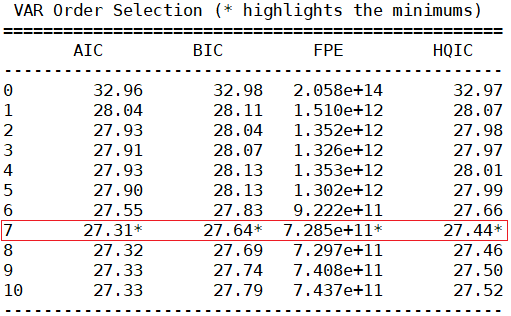 VAR Order Selection (* highlights the minimums)
==================================================
AIC BIC FPE HQIC
--------------------------------------------------
0 32.96 32.98 2.058e+14 32.97
1 28.04 28.11 1.510e+12 28.07
2 27.93 28.04 1.352e+12 27.98
3 27.91 28.07 1.326e+12 27.97
4 27.93 28.13 1.353e+12 28.01
5 27.90 28.13 1.302e+12 27.99
6 27.55 27.83 9.222e+11 27.66
7 27.31* 27.64* 7.285e+11* 27.44*
8 27.32 27.69 7.297e+11 27.46
9 27.33 27.74 7.408e+11 27.50
10 27.33 27.79 7.437e+11 27.52
--------------------------------------------------